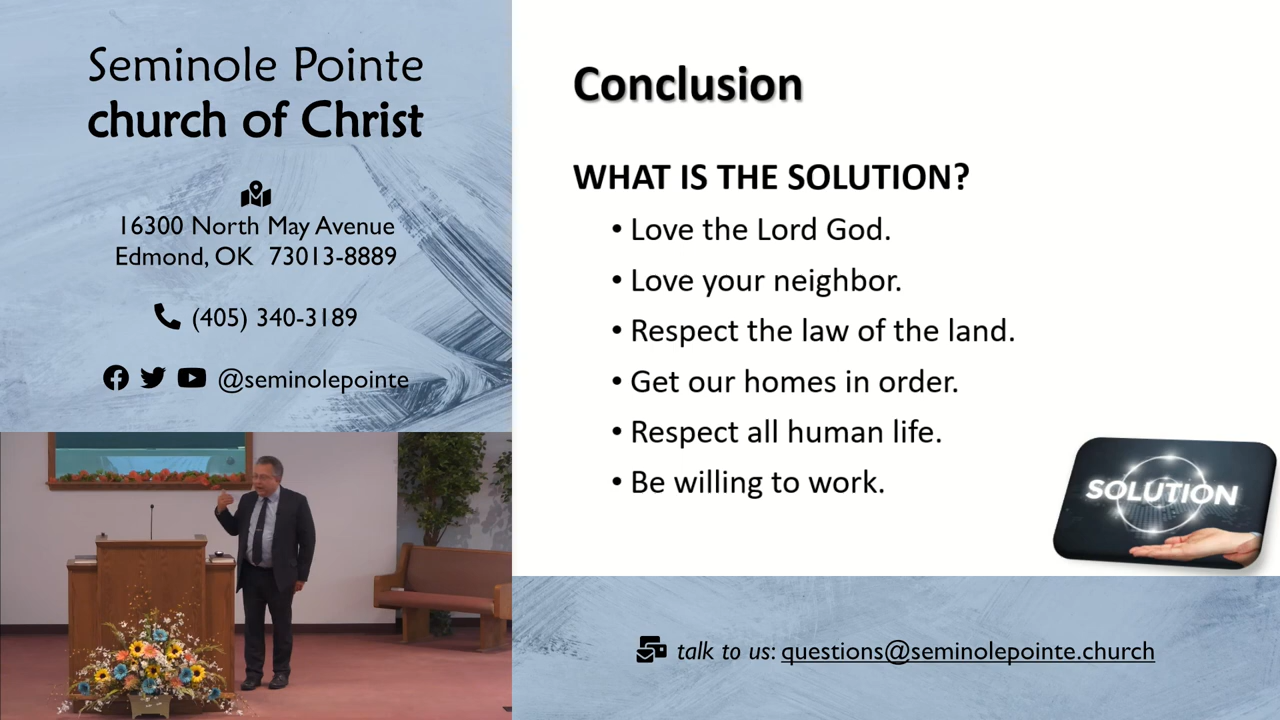 Seminole Pointe
church of Christ
16300 North May Avenue
Edmond, OK 73013-8889
(405) 340-3189
@seminolepointe
Conclusion
WHAT IS THE SOLUTION?
• Love the Lord God.
• Love your neighbor.
• Respect the law of the land.
• Get our homes in order.
• Respect all human life.
• Be willing to work.
SOLUTION
talk to us: questions@seminolepointe.church